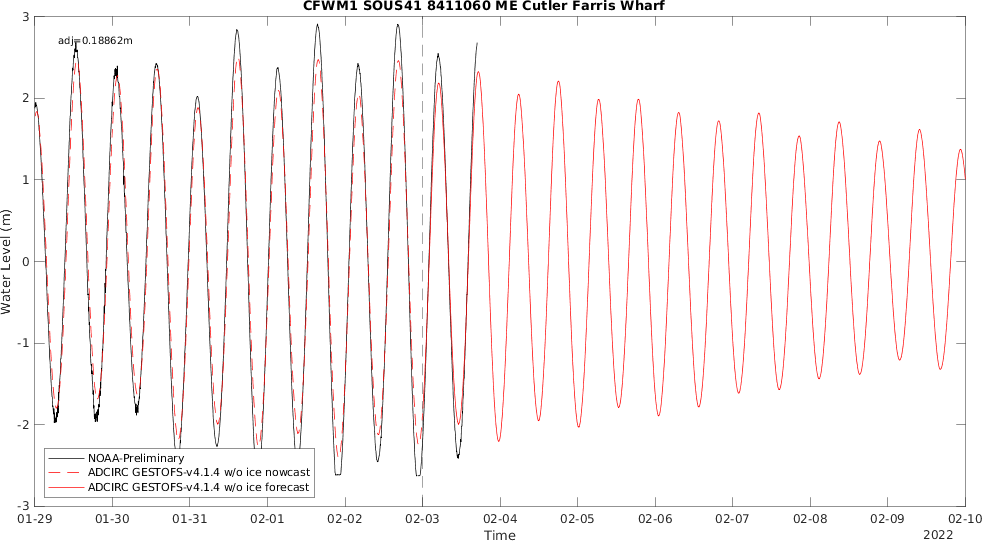 CFWM1 SOUS41 8411060 ME Cutler Farris Wharf
adj=0.18862m
3
2
1
0
-1
-2
-3
Water Level (m)
NOAA-Preliminary
ADCIRC GESTOFS-v4.1.4 w/o ice nowcast
ADCIRC GESTOFS-v4.1.4 w/o ice forecast
01-29 01-30 01-31 02-01 02-02 02-03 02-04 02-05 02-06 02-07 02-08 02-09 02-10
Time
2022